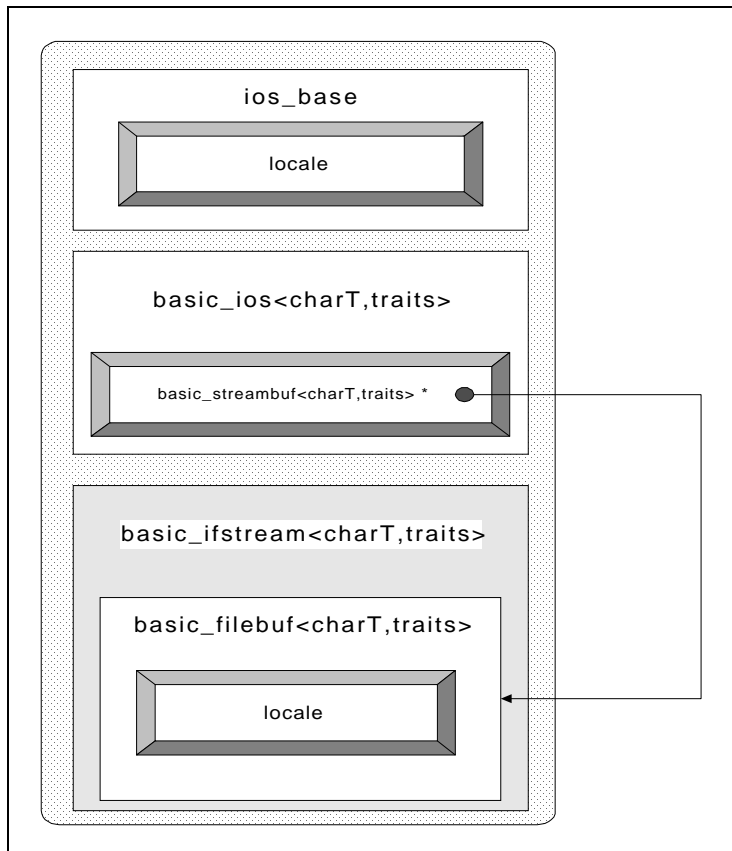 ios_base
locale
basic_ios<charT,traits>
basic_streambuf<charT,traits> *
basic_ifstream<charT,traits>
basic_filebuf<charT,traits>
locale